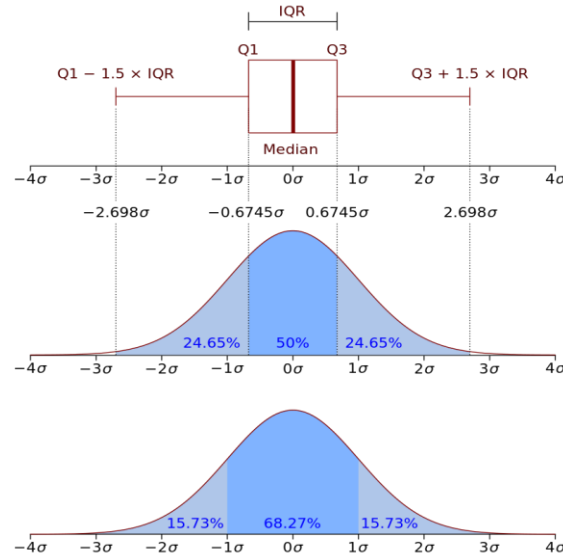 IQR
Q1 Q3
Q1 − 1.5 × IQR Q3 + 1.5 × IQR
Median
−4σ −3σ −2σ −1σ 0σ 1σ 2σ 3σ 4σ
−2.698σ −0.6745σ 0.6745σ 2.698σ
24.65% 50% 24.65%
−4σ −3σ −2σ −1σ 0σ 1σ 2σ 3σ 4σ
15.73% 68.27% 15.73%
−4σ −3σ −2σ −1σ 0σ 1σ 2σ 3σ 4σ